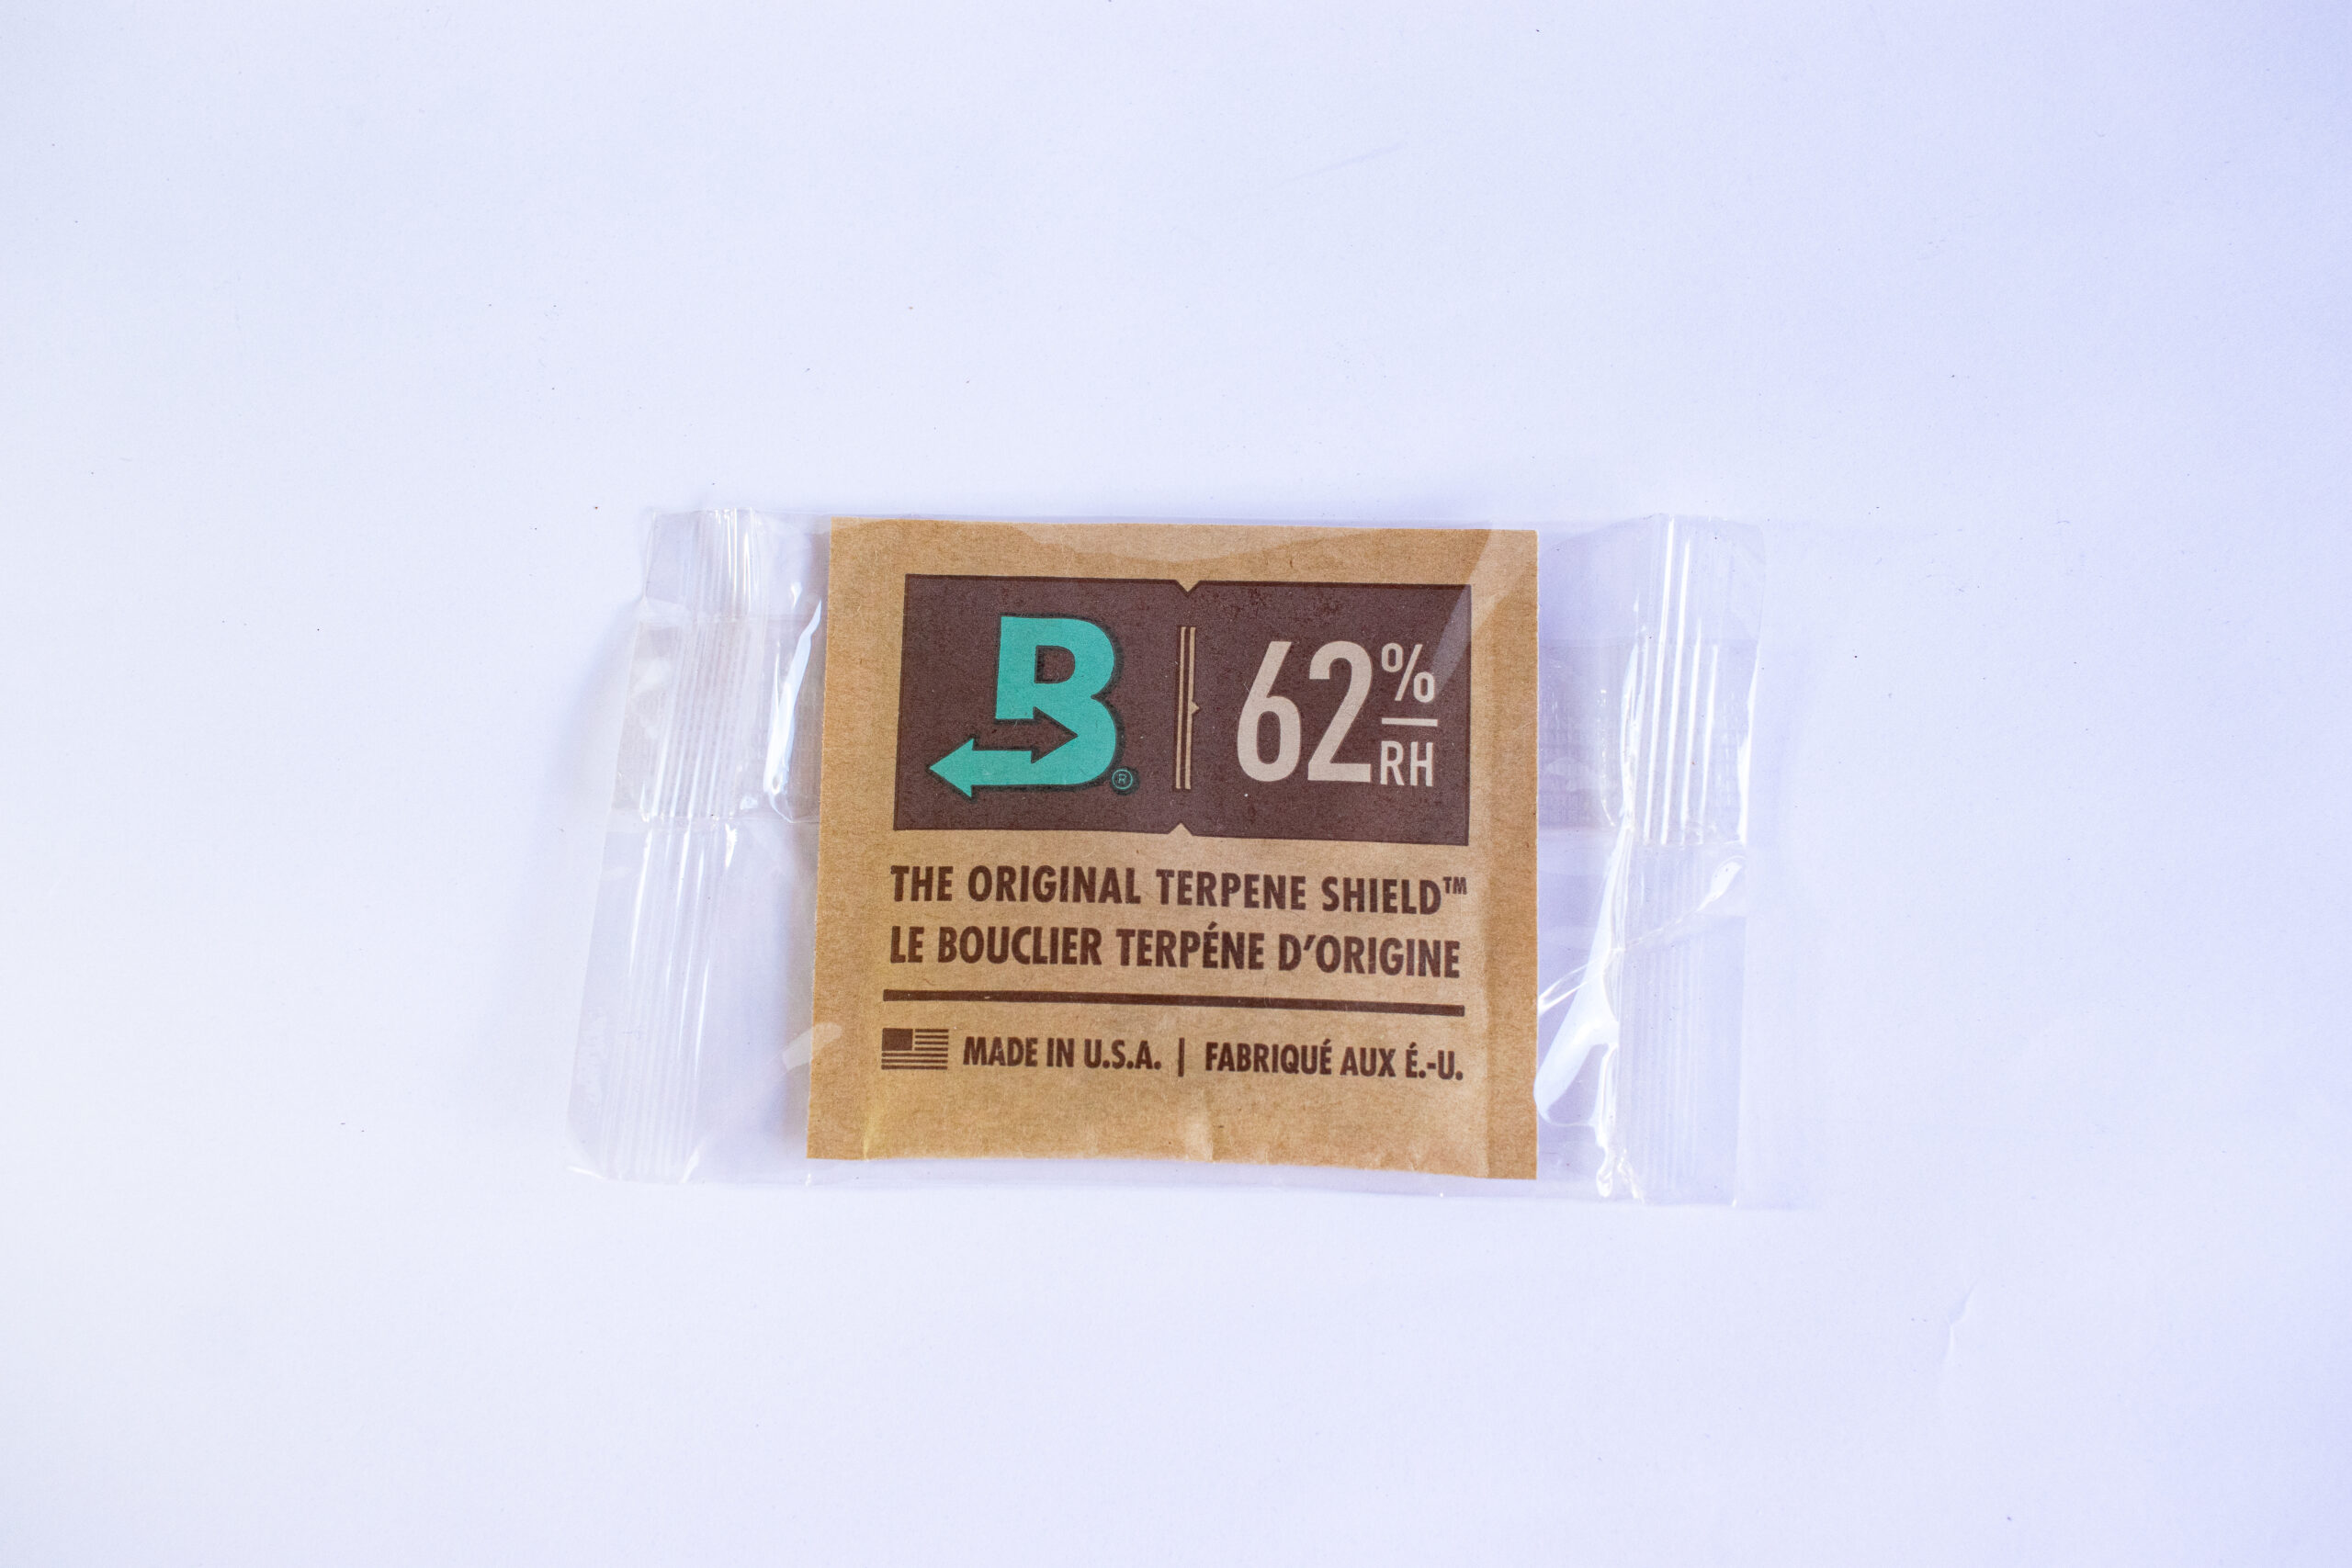 B®
62%
RH
THE ORIGINAL TERPENE SHIELD™
LE BOUCLIER TERPÉNE D'ORIGINE
MADE IN U.S.A. | FABRIQUÉ AUX É.-U.